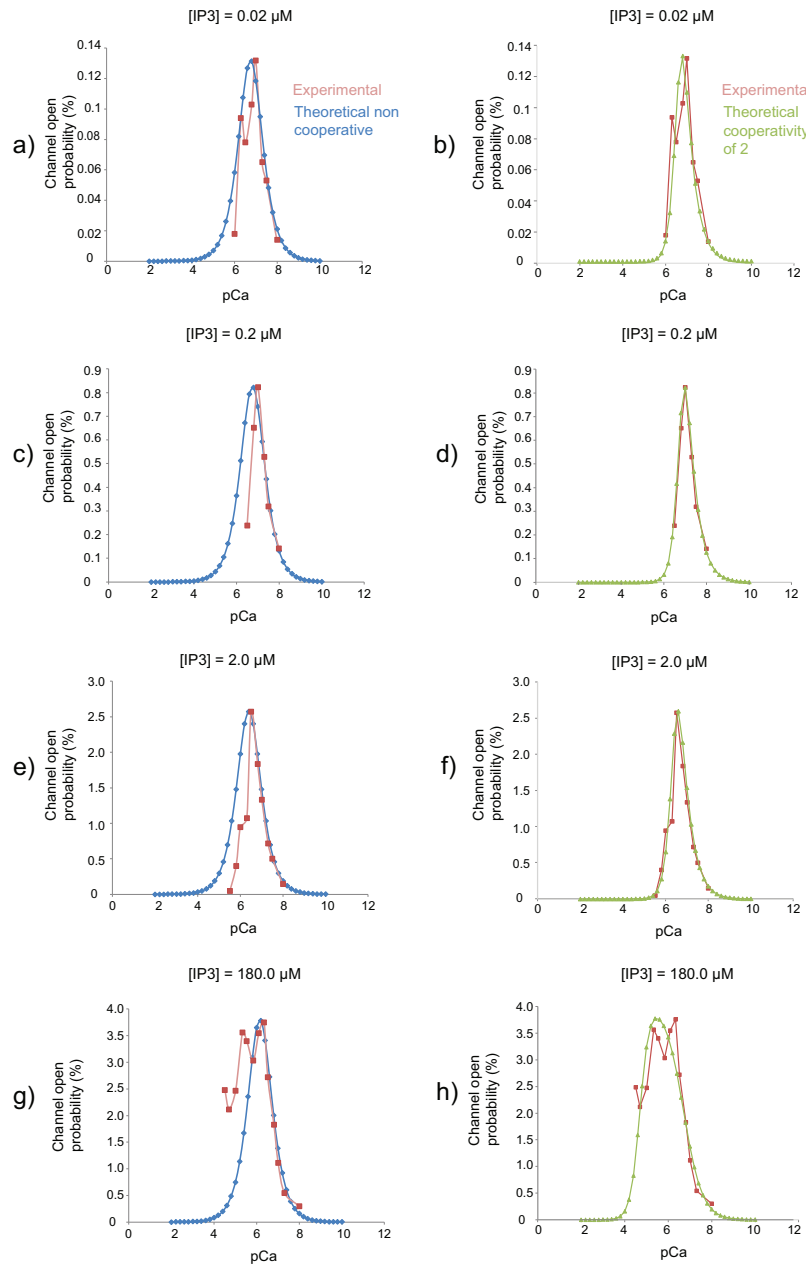 [IP3] = 0.02 µM
0.14
0.12
0.1
0.08
0.06
0.04
0.02
0
0 2 4 6 8 10 12
pCa
Channel open
probability (%)
a)
Experimental
Theoretical non
cooperative
[IP3] = 0.02 µM
0.14
0.12
0.1
0.08
0.06
0.04
0.02
0
0 2 4 6 8 10 12
pCa
Channel open
probability (%)
b)
Experimental
Theoretical
cooperativity
of 2
[IP3] = 0.2 µM
0.9
0.8
0.7
0.6
0.5
0.4
0.3
0.2
0.1
0
0 2 4 6 8 10 12
pCa
Channel open
probability (%)
c)
[IP3] = 0.2 µM
0.9
0.8
0.7
0.6
0.5
0.4
0.3
0.2
0.1
0
0 2 4 6 8 10 12
pCa
Channel open
probability (%)
d)
[IP3] = 2.0 µM
3.0
2.5
2.0
1.5
1.0
0.5
0
0 2 4 6 8 10 12
pCa
Channel open
probability (%)
e)
[IP3] = 2.0 µM
3.0
2.5
2.0
1.5
1.0
0.5
0
0 2 4 6 8 10 12
pCa
Channel open
probability (%)
f)
[IP3] = 180.0 µM
4.0
3.5
3.0
2.5
2.0
1.5
1.0
0.5
0
0 2 4 6 8 10 12
pCa
Channel open
probability (%)
g)
[IP3] = 180.0 µM
4.0
3.5
3.0
2.5
2.0
1.5
1.0
0.5
0
0 2 4 6 8 10 12
pCa
Channel open
probability (%)
h)